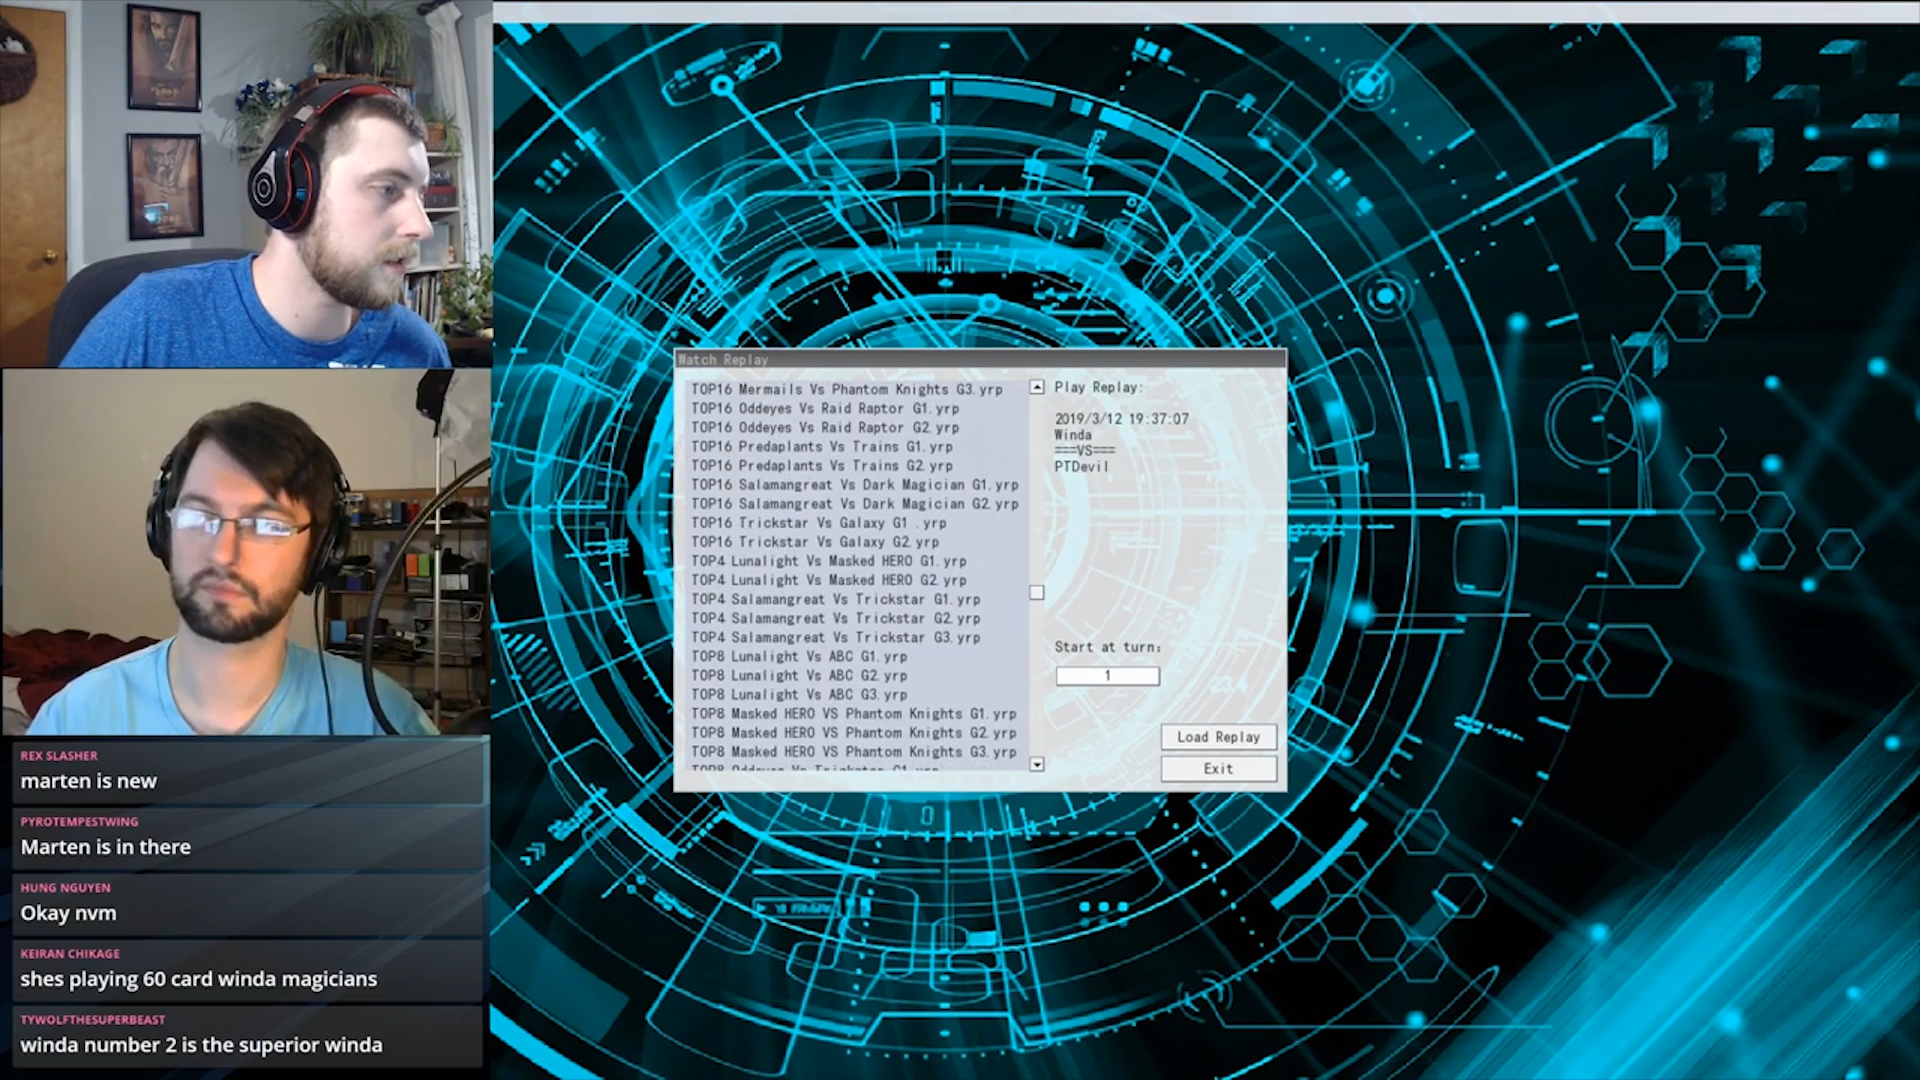 Watch Replay
TOP16 Mermails Vs Phantom Knights G3.yrp
TOP16 Oddeyes Vs Raid Raptor G1.yrp
TOP16 Oddeyes Vs Raid Raptor G2.yrp
TOP16 Predaplants Vs Trains G1.yrp
TOP16 Predaplants Vs Trains G2.yrp
TOP16 Salamangreat Vs Dark Magician G1.yrp
TOP16 Salamangreat Vs Dark Magician G2.yrp
TOP16 Trickstar Vs Galaxy G1 .yrp
TOP16 Trickstar Vs Galaxy G2.yrp
TOP4 Lunalight Vs Masked HERO G1.yrp
TOP4 Lunalight Vs Masked HERO G2.yrp
TOP4 Salamangreat Vs Trickstar G1.yrp
TOP4 Salamangreat Vs Trickstar G2.yrp
TOP4 Salamangreat Vs Trickstar G3.yrp
TOP8 Lunalight Vs ABC G1.yrp
TOP8 Lunalight Vs ABC G2.yrp
TOP8 Lunalight Vs ABC G3.yrp
TOP8 Masked HERO VS Phantom Knights G1.yrp
TOP8 Masked HERO VS Phantom Knights G2.yrp
TOP8 Masked HERO VS Phantom Knights G3.yrp
TOP8 Oddeyes Vs Trickstar G1.yrp
Play Replay:
2019/3/12 19:37:07
Winda
===VS===
PTDevil
Start at turn:
1
Load Replay
Exit
REX SLASHER
marten is new
PYROTEMPESTWING
Marten is in there
HUNG NGUYEN
Okay nvm
KEIRAN CHIKAGE
shes playing 60 card winda magicians
TYWOLFTHESUPERBEAST
winda number 2 is the superior winda